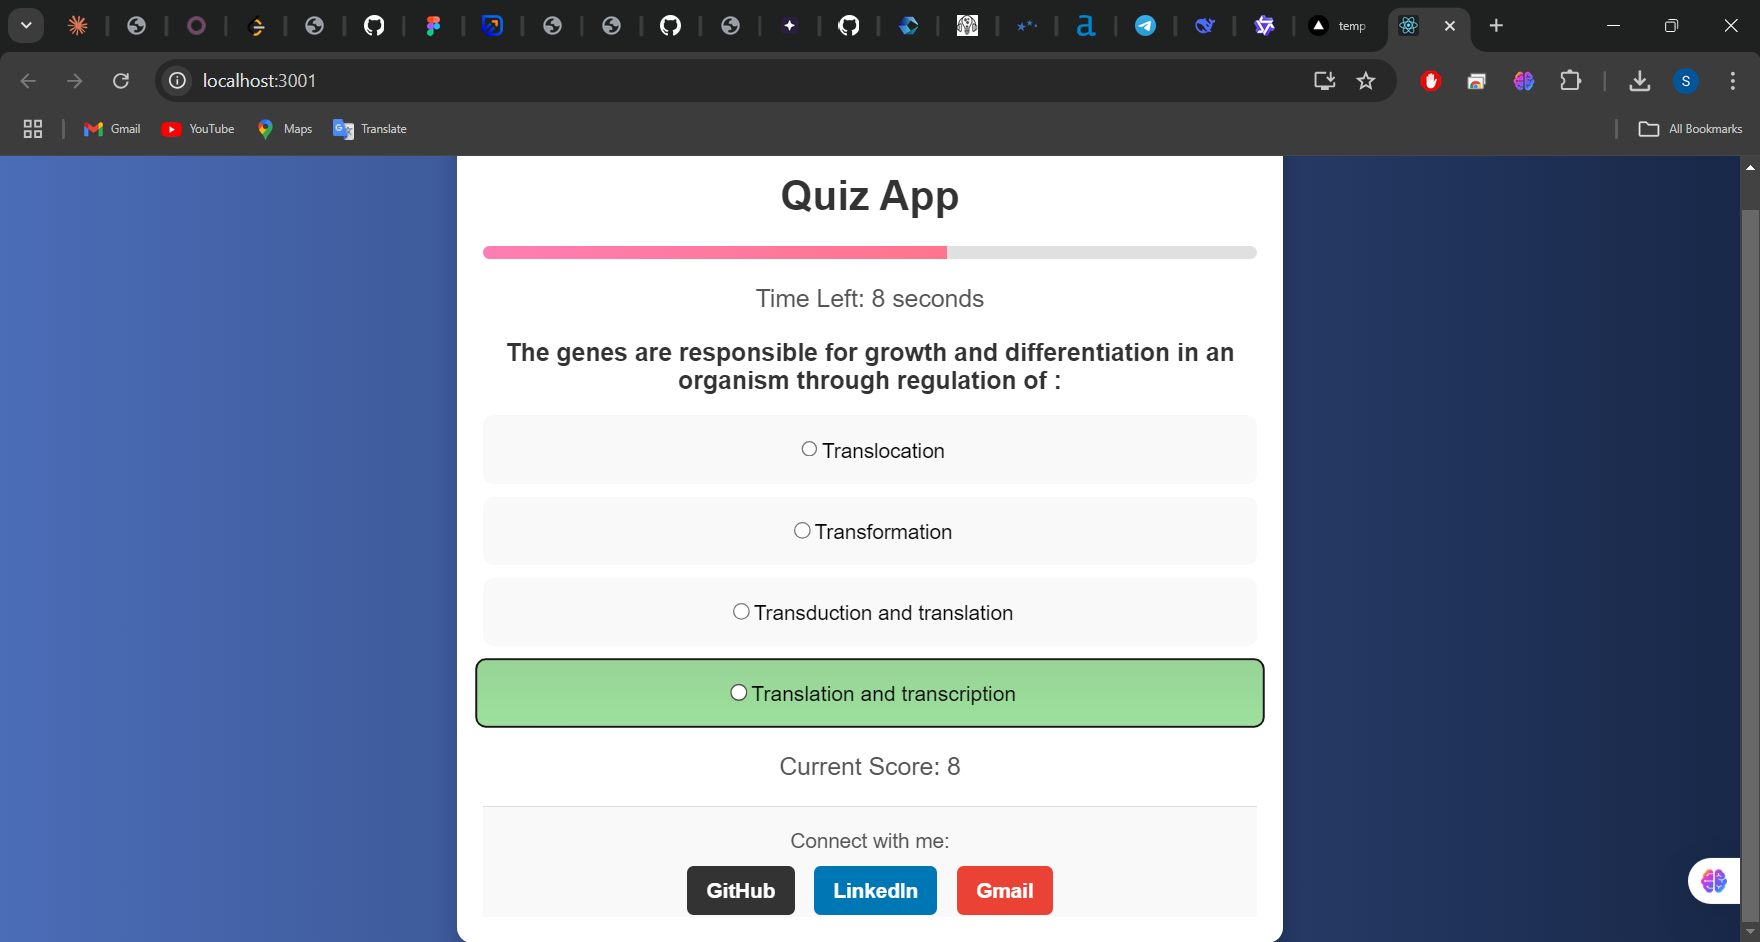 temp
localhost:3001
S
Gmail
YouTube
Maps
Translate
All Bookmarks
Quiz App
Time Left: 8 seconds
The genes are responsible for growth and differentiation in an
organism through regulation of :
Translocation
Transformation
Transduction and translation
Translation and transcription
Current Score: 8
Connect with me:
GitHub
LinkedIn
Gmail